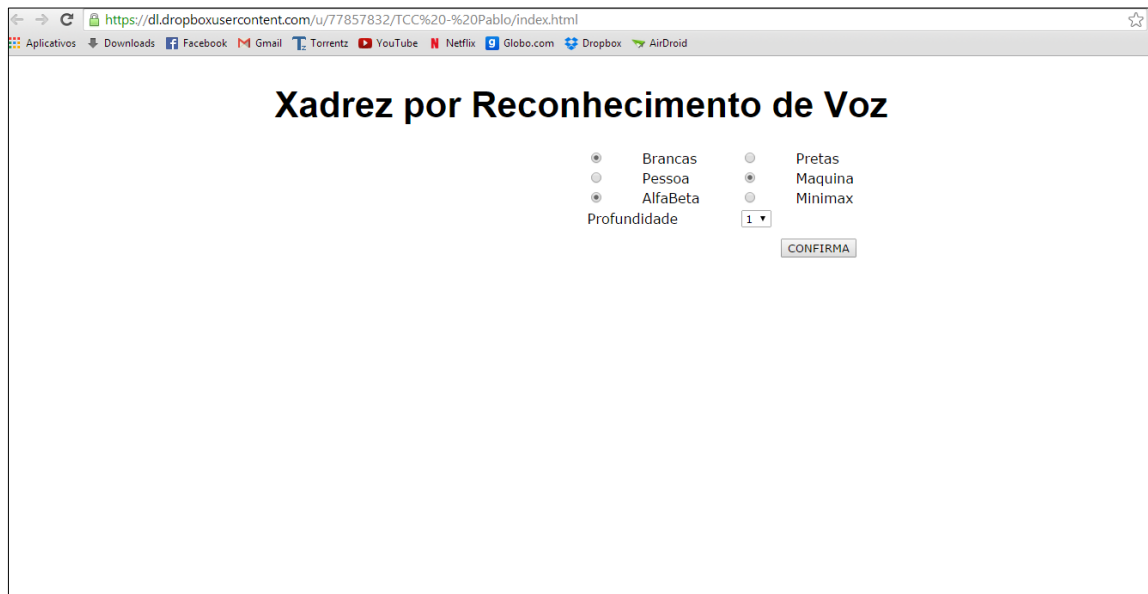 https://dl.dropboxusercontent.com/u/77857832/TCC%20-%20Pablo/index.html
Aplicativos Downloads Facebook Gmail Torrentz YouTube Netflix Globo.com Dropbox AirDroid
Xadrez por Reconhecimento de Voz
Brancas Pretas
Pessoa Maquina
AlfaBeta Minimax
Profundidade 1
CONFIRMA